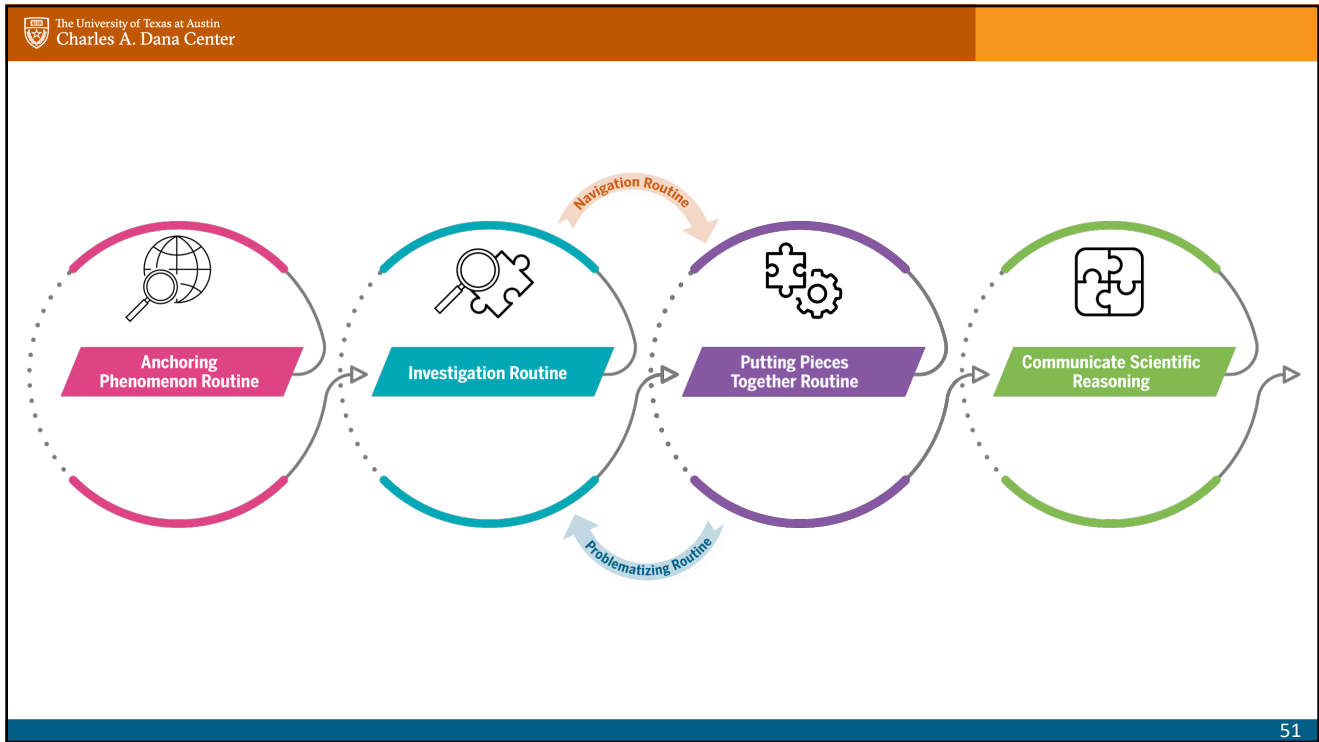 The University of Texas at Austin
Charles A. Dana Center
Navigation Routine
Anchoring
Phenomenon Routine
Investigation Routine
Putting Pieces
Together Routine
Communicate Scientific
Reasoning
Problematizing Routine
51